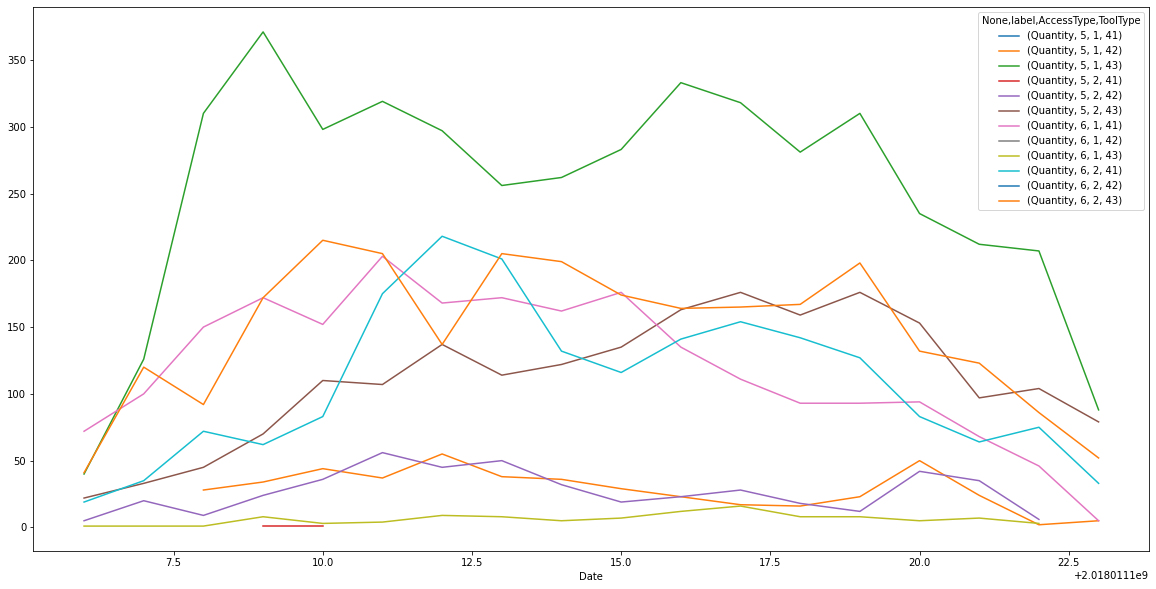 None,label,AccessType,ToolType
(Quantity, 5, 1, 41)
(Quantity, 5, 1, 42)
(Quantity, 5, 1, 43)
(Quantity, 5, 2, 41)
(Quantity, 5, 2, 42)
(Quantity, 5, 2, 43)
(Quantity, 6, 1, 41)
(Quantity, 6, 1, 42)
(Quantity, 6, 1, 43)
(Quantity, 6, 2, 41)
(Quantity, 6, 2, 42)
(Quantity, 6, 2, 43)
350
300
250
200
150
100
50
0
7.5 10.0 12.5 15.0 17.5 20.0 22.5
Date
+2.0180111e9